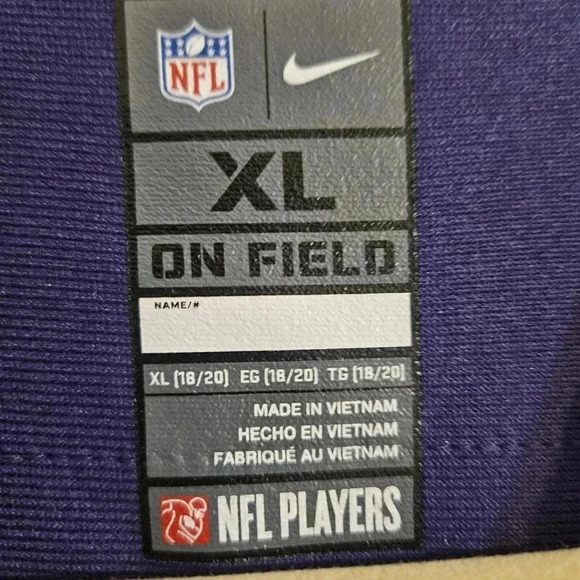 NFL
XL
ON FIELD
NAME/#
XL (18/20) EG (18/20) TG (18/20)
MADE IN VIETNAM
HECHO EN VIETNAM
FABRIQUÉ AU VIETNAM
NFL PLAYERS